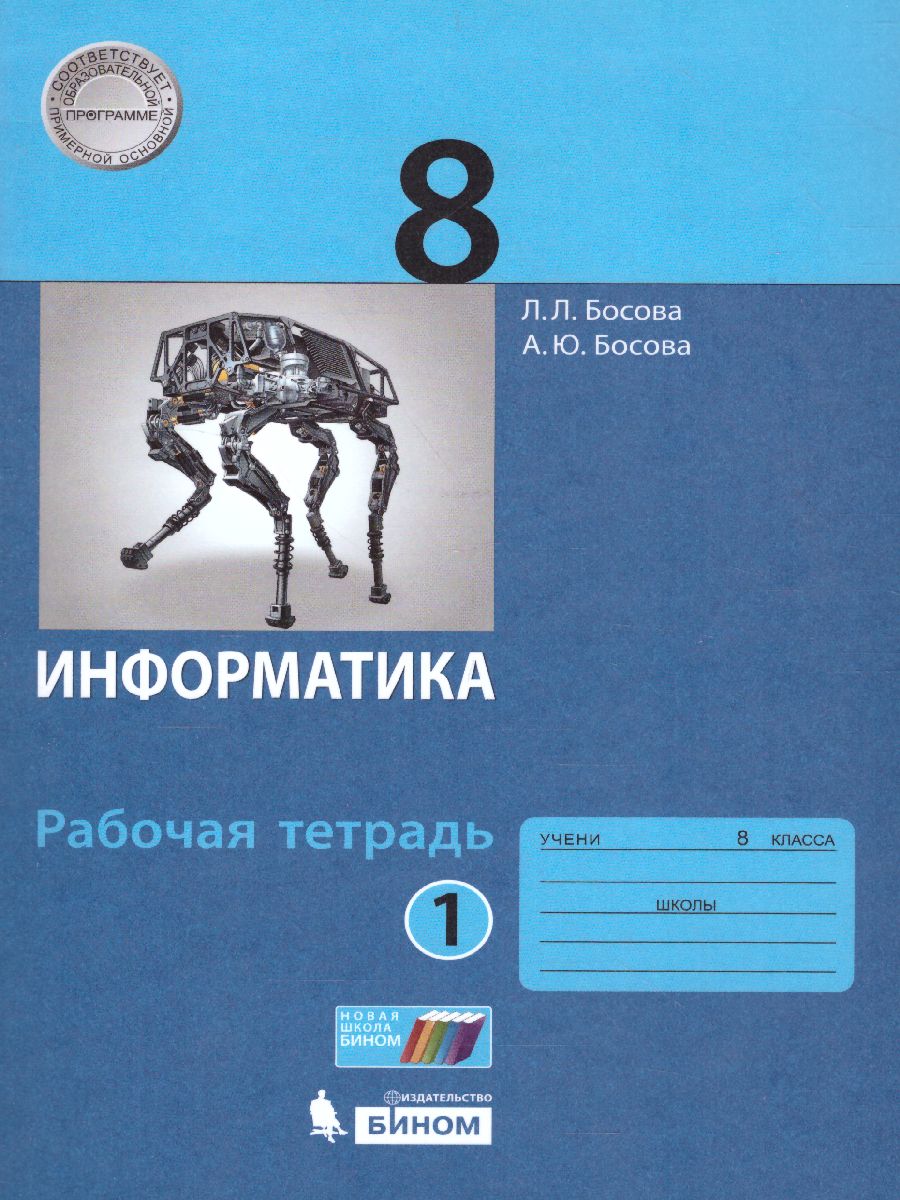 СООТВЕТСТВУЕТ
ПРИМЕРНОЙ ОСНОВНОЙ
ОБРАЗОВАТЕЛЬНОЙ
ПРОГРАММЕ
8
Л.Л. Босова
А.Ю. Босова
ИНФОРМАТИКА
Рабочая тетрадь
1
УЧЕНИ 8 КЛАССА
ШКОЛЫ
НОВАЯ
ШКОЛА
БИНОМ
ИЗДАТЕЛЬСТВО
БИНОМ